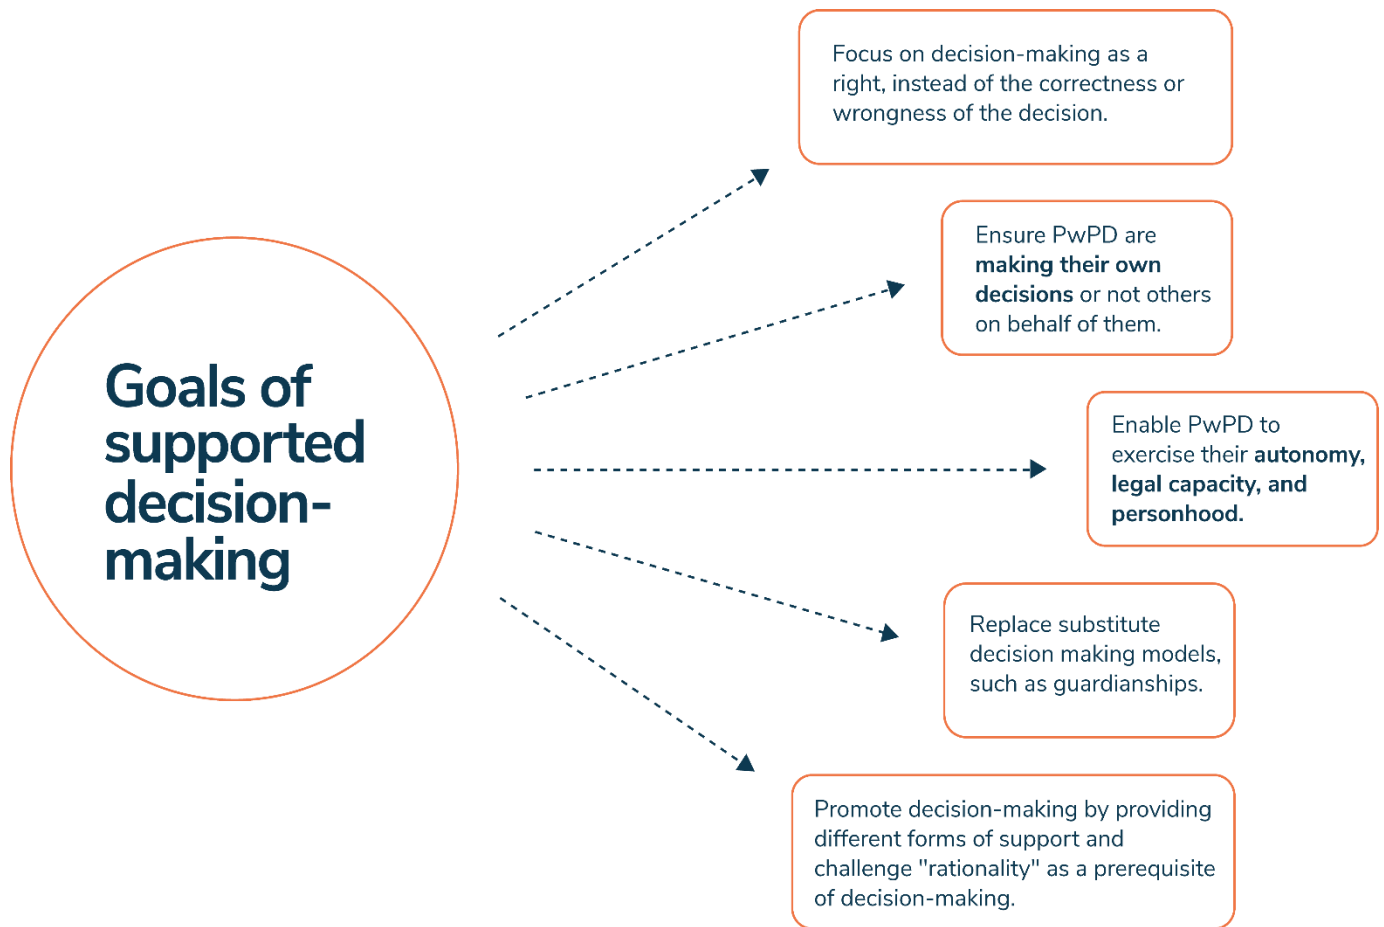 Goals of
supported
decision-
making
Focus on decision-making as a
right, instead of the correctness or
wrongness of the decision.
Ensure PwPD are
making their own
decisions or not others
on behalf of them.
Enable PwPD to
exercise their autonomy,
legal capacity, and
personhood.
Replace substitute
decision making models,
such as guardianships.
Promote decision-making by providing
different forms of support and
challenge "rationality" as a prerequisite
of decision-making.